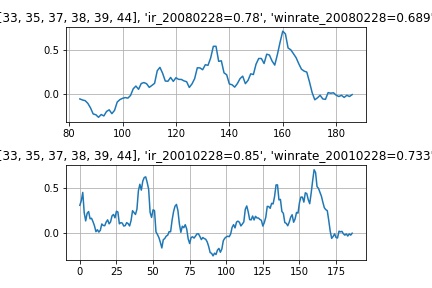 [33, 35, 37, 38, 39, 44], 'ir_20080228=0.78', 'winrate_20080228=0.689'
0.5
0.0
80 100 120 140 160 180
[33, 35, 37, 38, 39, 44], 'ir_20010228=0.85', 'winrate_20010228=0.733'
0.5
0.0
0 25 50 75 100 125 150 175